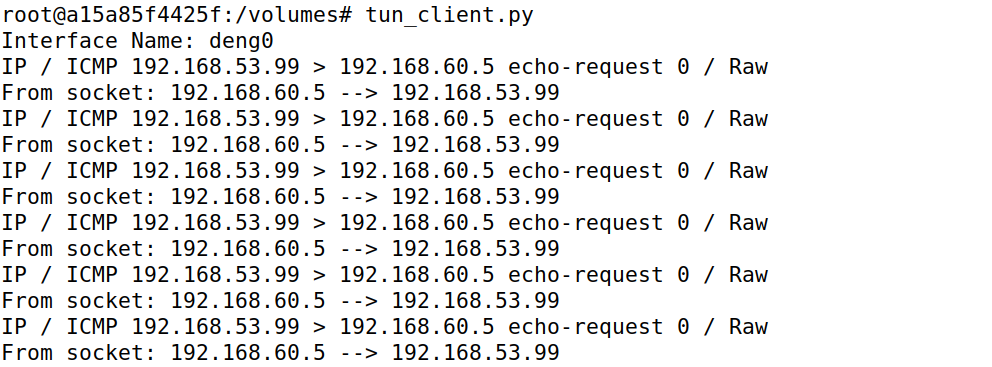 root@a15a85f4425f:/volumes# tun_client.py
Interface Name: deng0
IP / ICMP 192.168.53.99 > 192.168.60.5 echo-request 0 / Raw
From socket: 192.168.60.5 --> 192.168.53.99
IP / ICMP 192.168.53.99 > 192.168.60.5 echo-request 0 / Raw
From socket: 192.168.60.5 --> 192.168.53.99
IP / ICMP 192.168.53.99 > 192.168.60.5 echo-request 0 / Raw
From socket: 192.168.60.5 --> 192.168.53.99
IP / ICMP 192.168.53.99 > 192.168.60.5 echo-request 0 / Raw
From socket: 192.168.60.5 --> 192.168.53.99
IP / ICMP 192.168.53.99 > 192.168.60.5 echo-request 0 / Raw
From socket: 192.168.60.5 --> 192.168.53.99
IP / ICMP 192.168.53.99 > 192.168.60.5 echo-request 0 / Raw
From socket: 192.168.60.5 --> 192.168.53.99